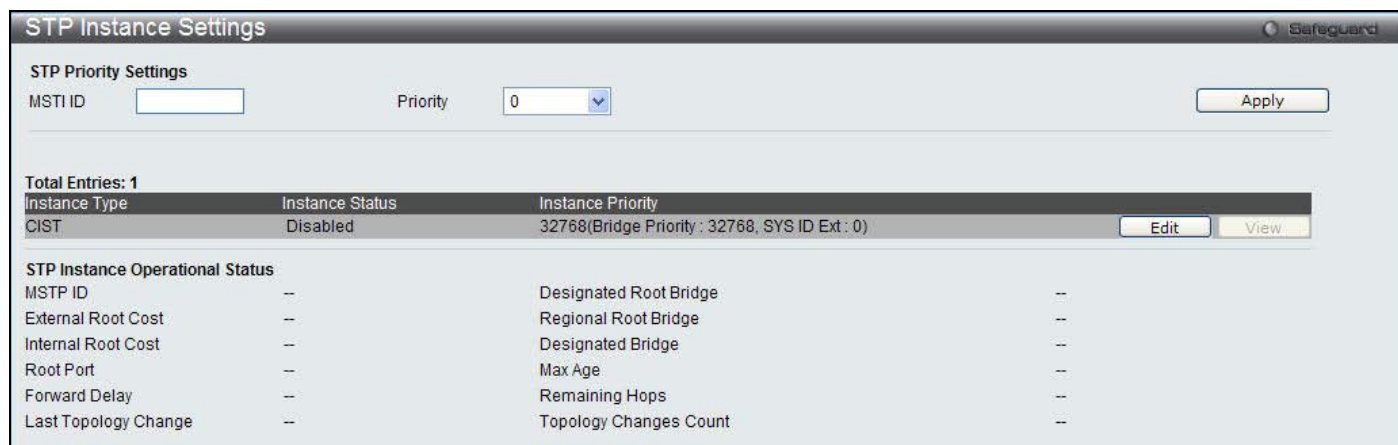 STP Instance Settings
Safeguard
STP Priority Settings
MSTI ID Priority 0 Apply
Total Entries: 1
Instance Type Instance Status Instance Priority
CIST Disabled 32768(Bridge Priority : 32768, SYS ID Ext : 0) Edit View
STP Instance Operational Status
MSTP ID -- Designated Root Bridge --
External Root Cost -- Regional Root Bridge --
Internal Root Cost -- Designated Bridge --
Root Port -- Max Age --
Forward Delay -- Remaining Hops --
Last Topology Change -- Topology Changes Count --